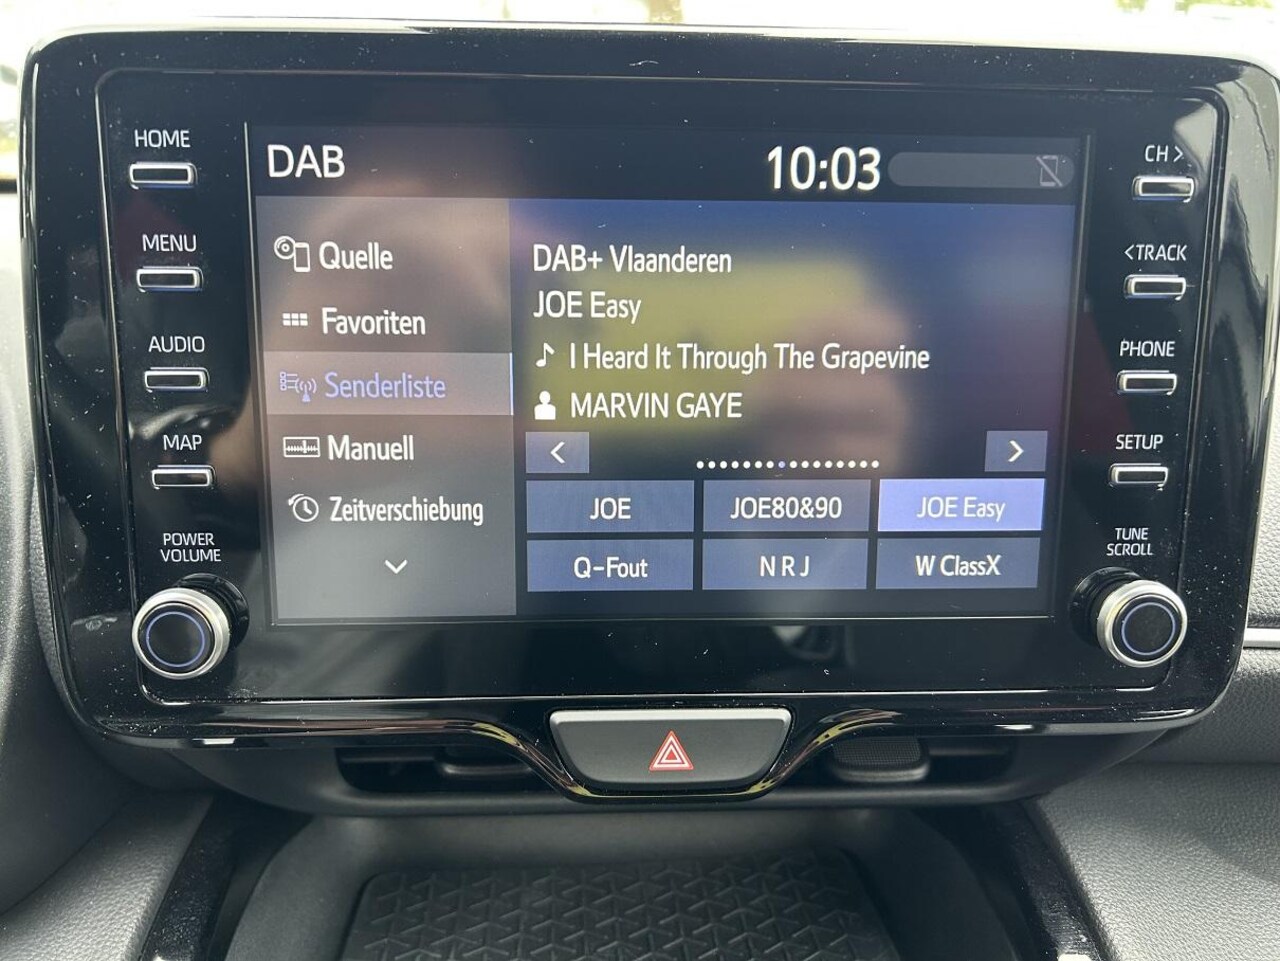 HOME
MENU
AUDIO
MAP
POWER
VOLUME
DAB
10:03
Quelle
Favoriten
Senderliste
Manuell
Zeitverschiebung
DAB+ Vlaanderen
JOE Easy
I Heard It Through The Grapevine
MARVIN GAYE
<
>
JOE
JOE80&90
JOE Easy
Q-Fout
NRJ
W ClassX
CH >
< TRACK
PHONE
SETUP
TUNE
SCROLL